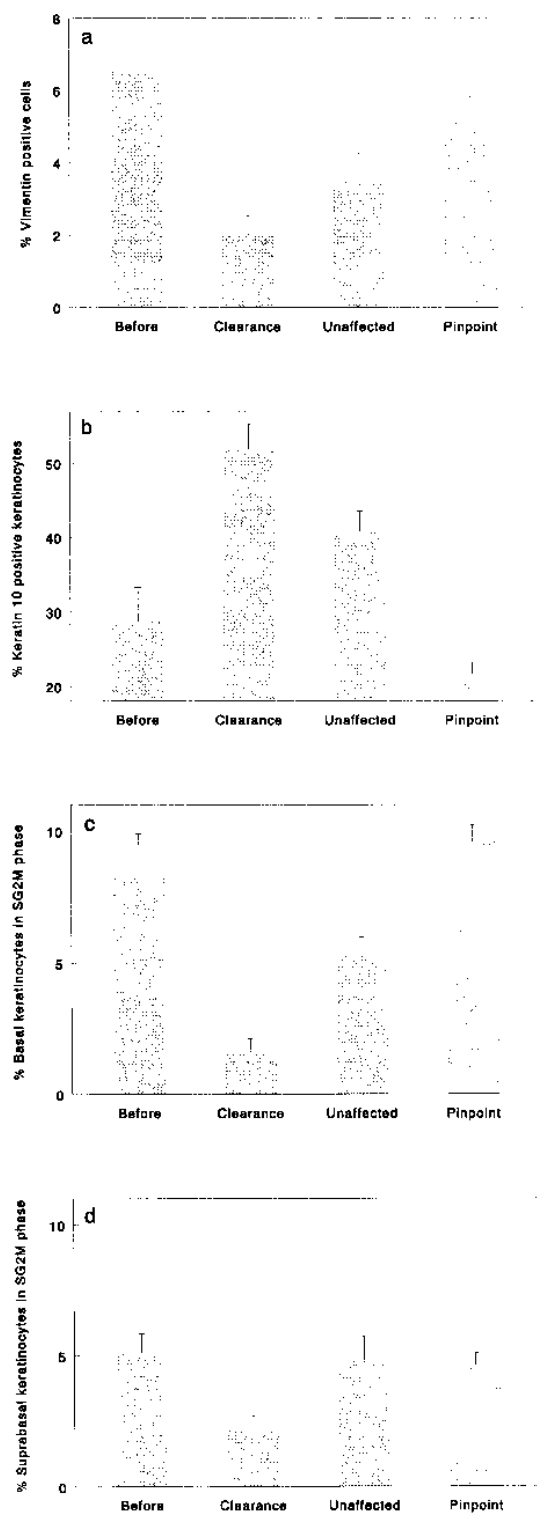 a
% Vimentin positive cells
8
6
4
2
0
Before Clearance Unaffected Pinpoint
b
% Keratin 10 positive keratinocytes
50
40
30
20
Before Clearance Unaffected Pinpoint
c
% Basal keratinocytes in SG2M phase
10
5
0
Before Clearance Unaffected Pinpoint
d
% Suprabasal keratinocytes in SG2M phase
10
5
0
Before Clearance Unaffected Pinpoint